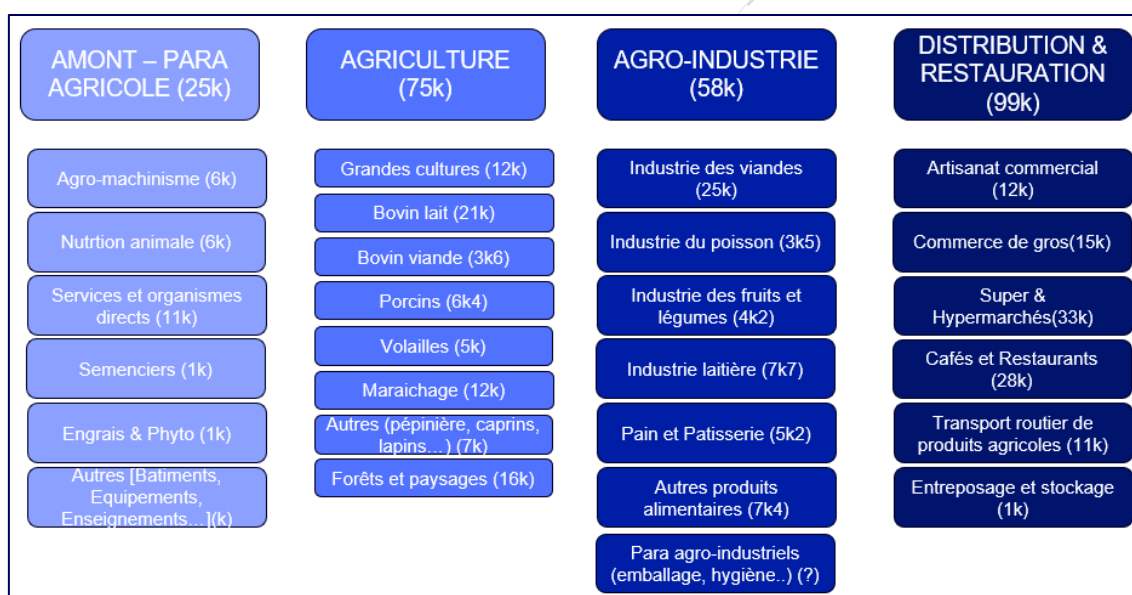 AMONT – PARA
AGRICOLE (25k)
Agro-machinisme (6k)
Nutrtion animale (6k)
Services et organismes
directs (11k)
Semenciers (1k)
Engrais & Phyto (1k)
Autres [Batiments,
Equipements,
Enseignements...](k)
AGRICULTURE
(75k)
Grandes cultures (12k)
Bovin lait (21k)
Bovin viande (3k6)
Porcins (6k4)
Volailles (5k)
Maraichage (12k)
Autres (pépinière, caprins,
lapins...) (7k)
Forêts et paysages (16k)
AGRO-INDUSTRIE
(58k)
Industrie des viandes
(25k)
Industrie du poisson (3k5)
Industrie des fruits et
légumes (4k2)
Industrie laitière (7k7)
Pain et Patisserie (5k2)
Autres produits
alimentaires (7k4)
Para agro-industriels
(emballage, hygiène..) (?)
DISTRIBUTION &
RESTAURATION
(99k)
Artisanat commercial
(12k)
Commerce de gros(15k)
Super &
Hypermarchés(33k)
Cafés et Restaurants
(28k)
Transport routier de
produits agricoles (11k)
Entreposage et stockage
(1k)